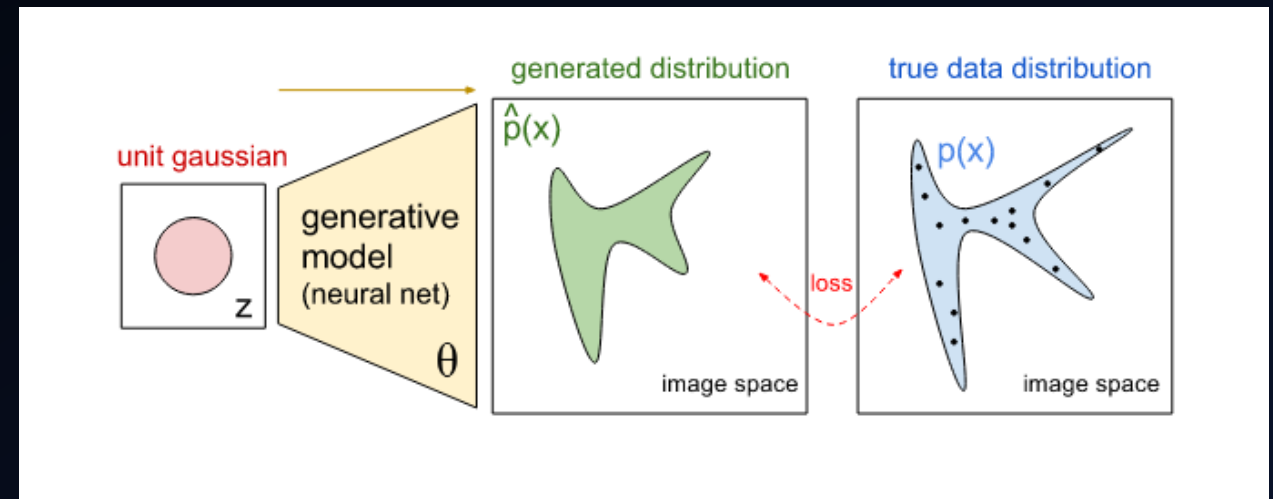 unit gaussian
z
generative
model
(neural net)
θ
generated distribution
p̂(x)
image space
loss
true data distribution
p(x)
image space